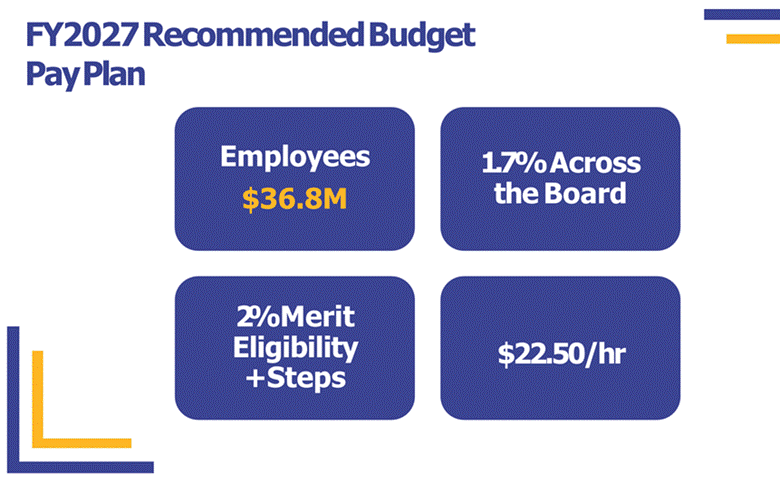 FY2027 Recommended Budget
Pay Plan
Employees
$36.8M
1.7% Across
the Board
2% Merit
Eligibility
+Steps
$22.50/hr